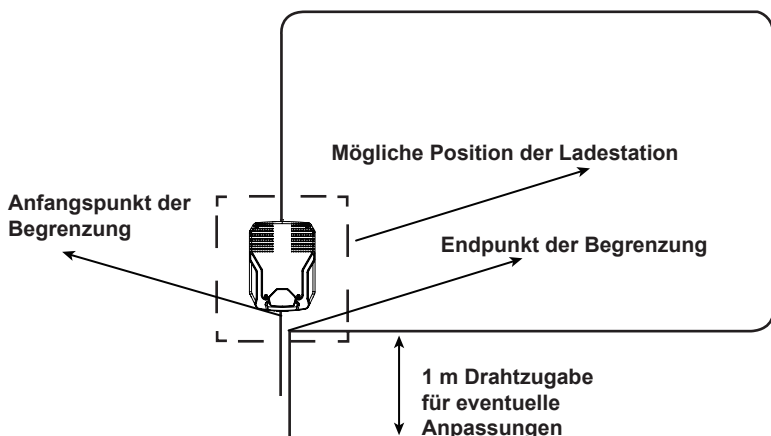 Mögliche Position der Ladestation
Anfangspunkt der
Begrenzung
Endpunkt der Begrenzung
1 m Drahtzugabe
für eventuelle
Anpassungen